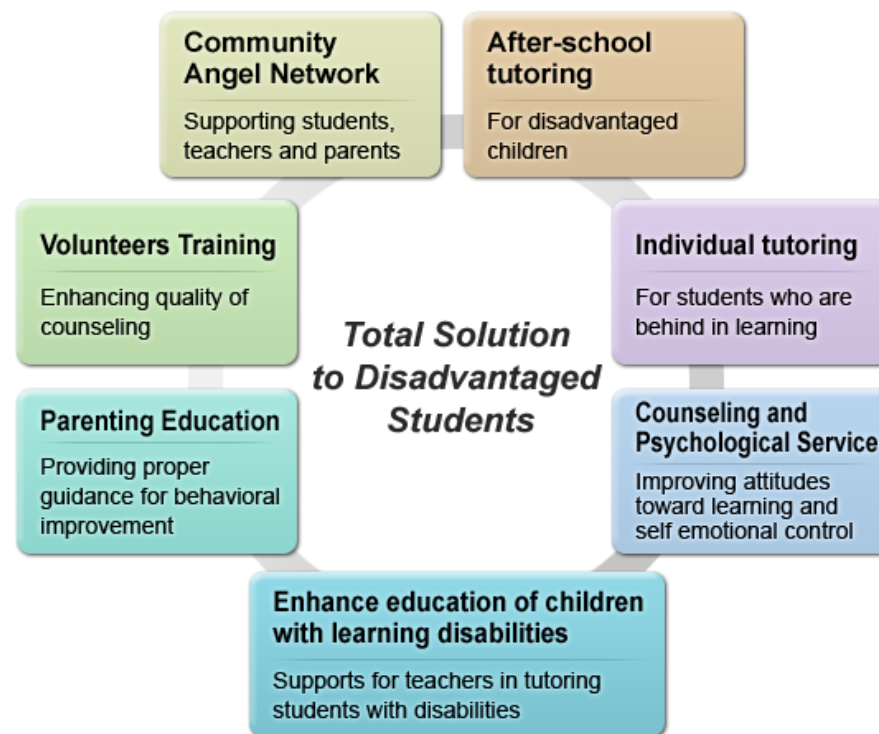 Community
Angel Network
Supporting students,
teachers and parents
After-school
tutoring
For disadvantaged
children
Individual tutoring
For students who are
behind in learning
Counseling and
Psychological Service
Improving attitudes
toward learning and
self emotional control
Enhance education of children
with learning disabilities
Supports for teachers in tutoring
students with disabilities
Parenting Education
Providing proper
guidance for behavioral
improvement
Volunteers Training
Enhancing quality of
counseling
Total Solution
to Disadvantaged
Students